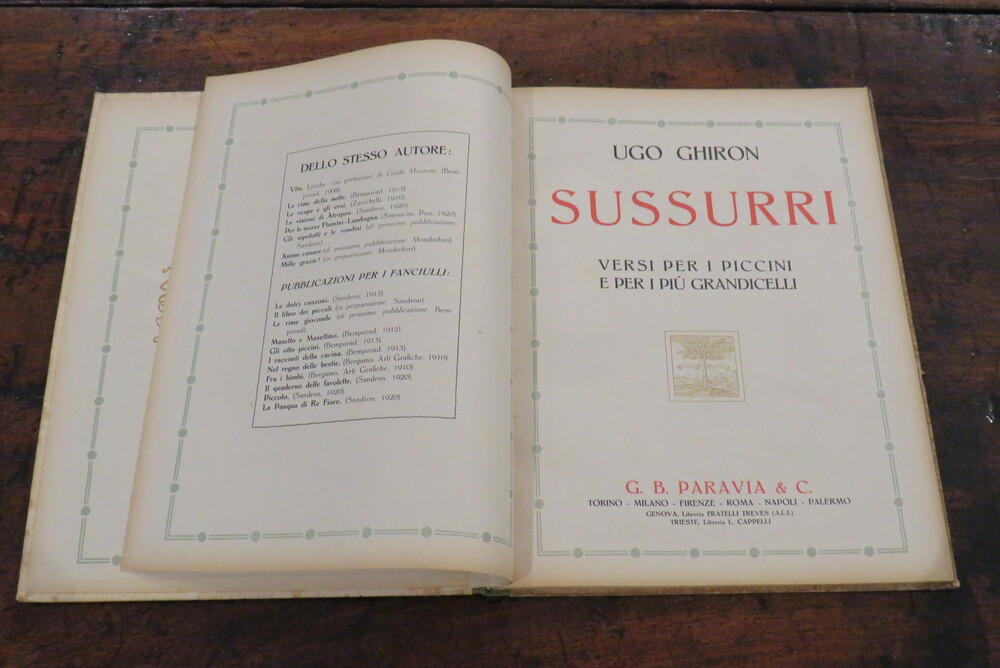 DELLO STESSO AUTORE:
Vita. Liriche con prefazione di Guido Mazzoni. (Bem-
porad, 1908).
Le rime della notte. (Bemporad, 1913).
Le vespe e gli eroi. (Zanichelli, 1916).
Le visioni di Atropos. (Sandron, 1920).
Per le nozze Flamini-Landogna. (Simoncini, Pisa, 1920).
Gli aquilotti e le rondini (di prossima pubblicazione.
Sandron).
Anime canore (di prossima pubblicazione. Mondadori).
Mille grazie! (in preparazione. Mondadori).
PUBBLICAZIONI PER I FANCIULLI:
Le dolci canzoni. (Sandron, 1913).
Il libro dei piccoli (in preparazione. Sandron).
Le rime gioconde (di prossima pubblicazione. Bem-
porad).
Masetto e Masettino. (Bemporad, 1912).
Gli otto piccini. (Bemporad, 1913).
I racconti della cucina. (Bemporad, 1913).
Nel regno delle bestie. (Bergamo, Arti Grafiche, 1910).
Fra i bimbi. (Bergamo, Arti Grafiche, 1910).
Il quaderno delle favolette. (Sandron, 1920).
Piccolo. (Sandron, 1920).
La Pasqua di Re Fiore. (Sandron, 1920).
UGO GHIRON
SUSSURRI
VERSI PER I PICCINI
E PER I PIÚ GRANDICELLI
G. B. PARAVIA & C.
TORINO - MILANO - FIRENZE - ROMA - NAPOLI - PALERMO
GENOVA, Libreria FRATELLI TREVES (A.L.I.)
TRIESTE, Libreria L. CAPPELLI